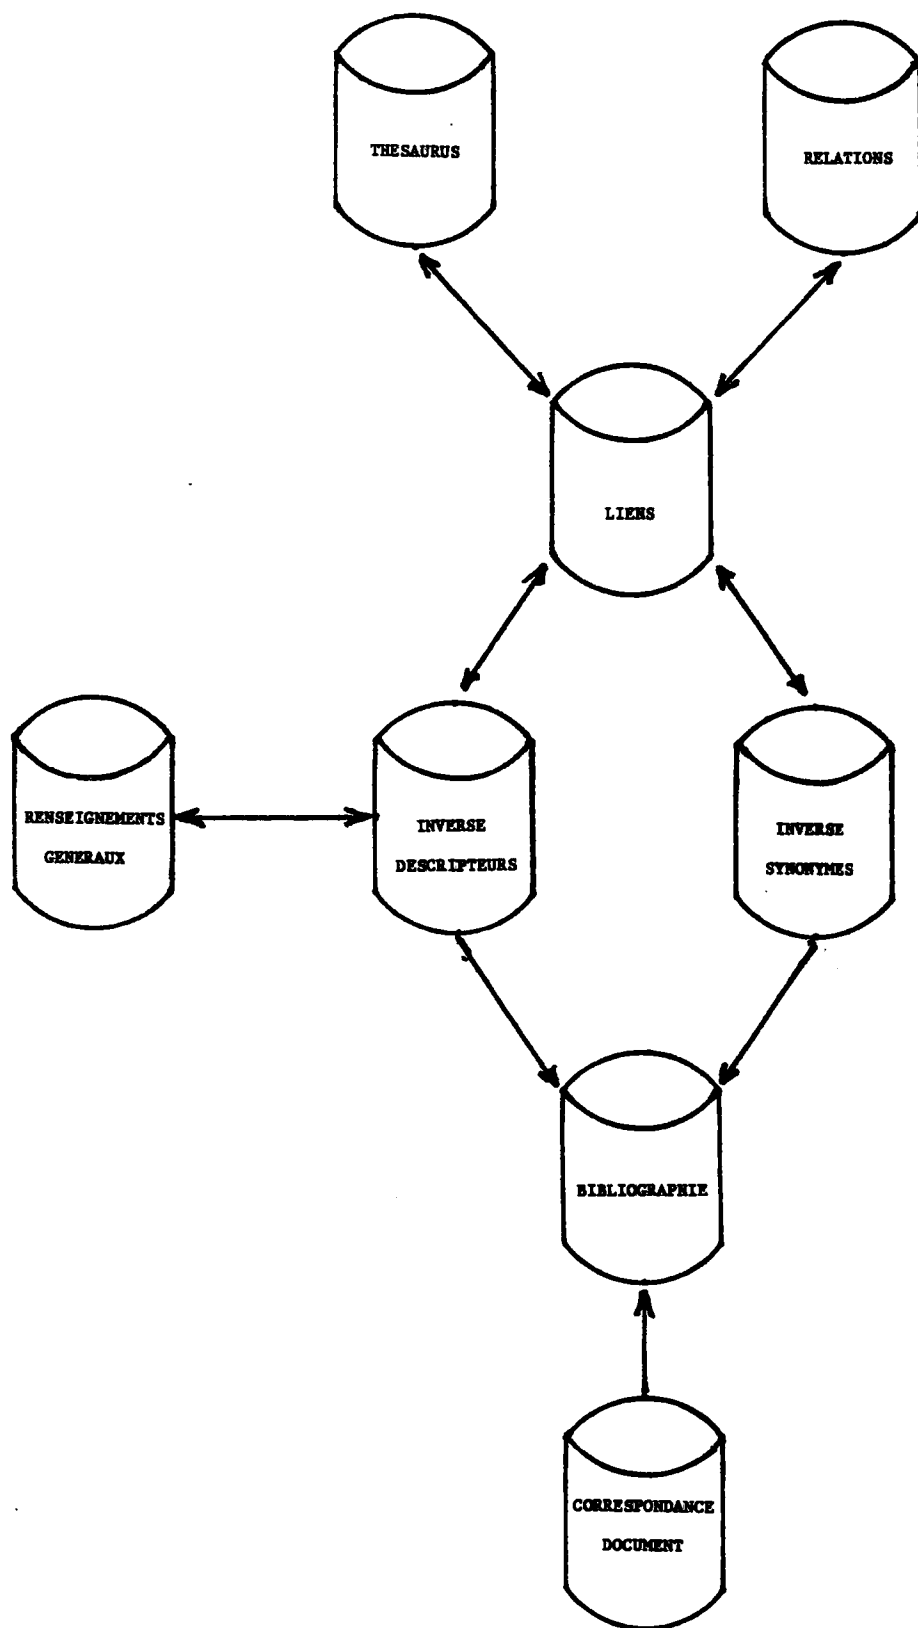 THESAURUS
RELATIONS
LIENS
RENSEIGNEMENTS
GENERAUX
INVERSE
DESCRIPTEURS
INVERSE
SYNONYMES
BIBLIOGRAPHIE
CORRESPONDANCE
DOCUMENT